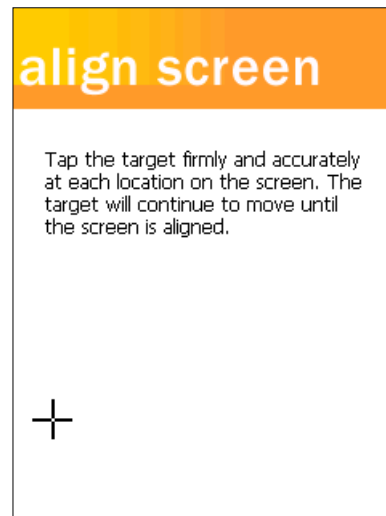 align screen
Tap the target firmly and accurately
at each location on the screen. The
target will continue to move until
the screen is aligned.